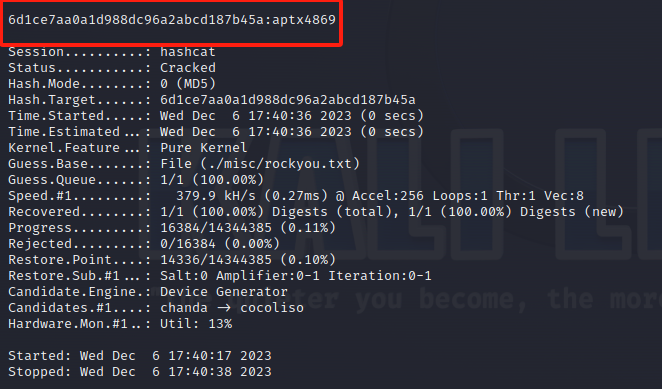 6d1ce7aa0a1d988dc96a2abcd187b45a:aptx4869
Session..........: hashcat
Status...........: Cracked
Hash.Mode........: 0 (MD5)
Hash.Target......: 6d1ce7aa0a1d988dc96a2abcd187b45a
Time.Started.....: Wed Dec  6 17:40:36 2023 (0 secs)
Time.Estimated...: Wed Dec  6 17:40:36 2023 (0 secs)
Kernel.Feature...: Pure Kernel
Guess.Base.......: File (./misc/rockyou.txt)
Guess.Queue......: 1/1 (100.00%)
Speed.#1.........:   379.9 kH/s (0.27ms) @ Accel:256 Loops:1 Thr:1 Vec:8
Recovered........: 1/1 (100.00%) Digests (total), 1/1 (100.00%) Digests (new)
Progress.........: 16384/14344385 (0.11%)
Rejected.........: 0/16384 (0.00%)
Restore.Point....: 14336/14344385 (0.10%)
Restore.Sub.#1...: Salt:0 Amplifier:0-1 Iteration:0-1
Candidate.Engine.: Device Generator
Candidates.#1....: chanda -> cocoliso
Hardware.Mon.#1..: Util: 13%
you become, the more
Started: Wed Dec  6 17:40:17 2023
Stopped: Wed Dec  6 17:40:38 2023